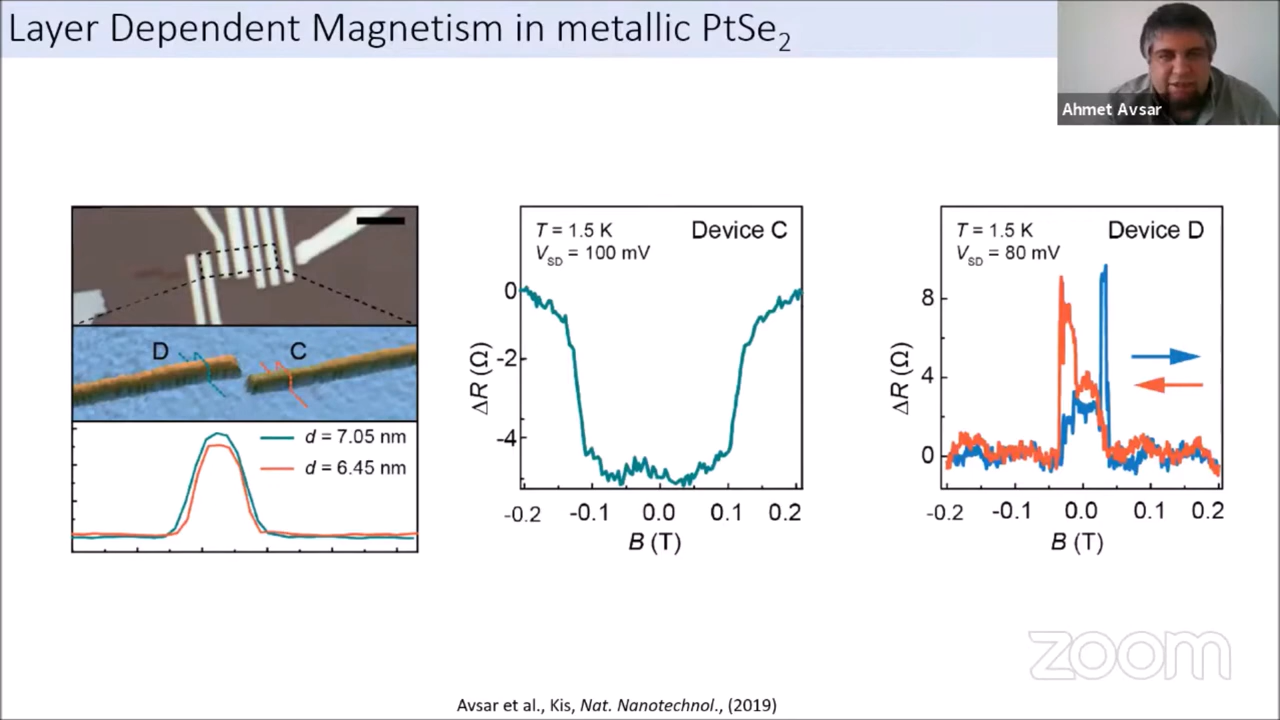 Layer Dependent Magnetism in metallic PtSe2
Ahmet Avsar
D
C
d = 7.05 nm
d = 6.45 nm
T = 1.5 K
VSD = 100 mV
Device C
0
-2
-4
ΔR (Ω)
-0.2 -0.1 0.0 0.1 0.2
B (T)
T = 1.5 K
VSD = 80 mV
Device D
8
4
0
ΔR (Ω)
-0.2 -0.1 0.0 0.1 0.2
B (T)
zoom
Avsar et al., Kis, Nat. Nanotechnol., (2019)